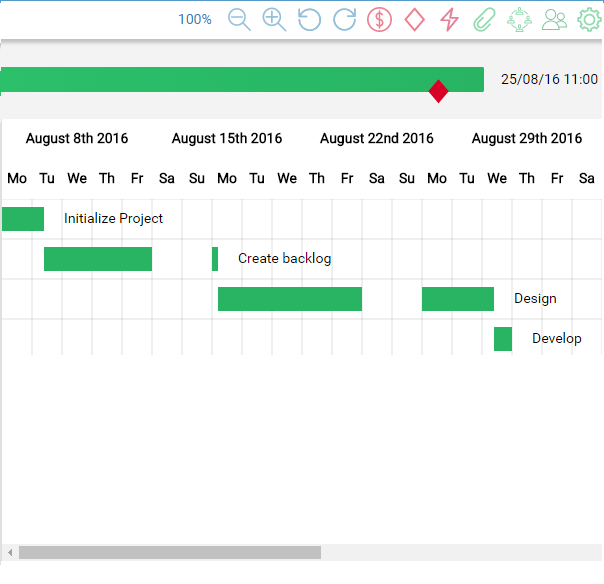 100%
25/08/16 11:00
August 8th 2016 August 15th 2016 August 22nd 2016 August 29th 2016
Mo Tu We Th Fr Sa Su Mo Tu We Th Fr Sa Su Mo Tu We Th Fr Sa
Initialize Project
Create backlog
Design
Develop